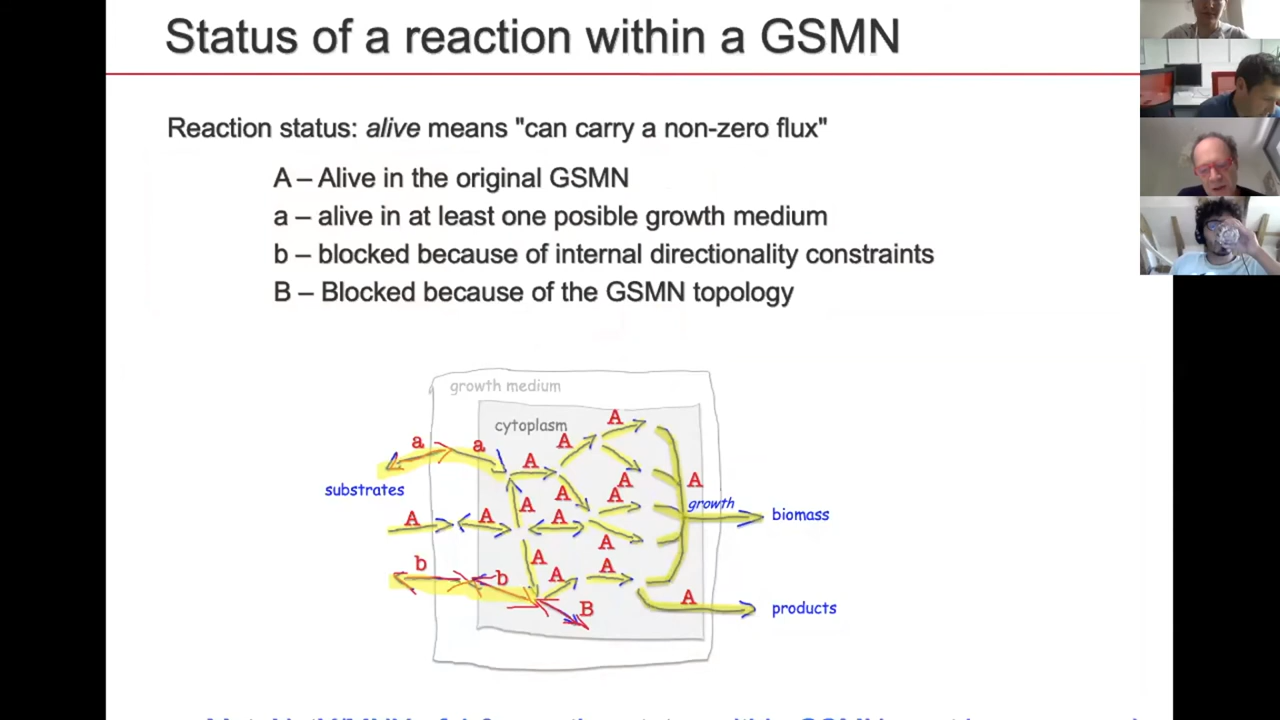 Status of a reaction within a GSMN
Reaction status: alive means "can carry a non-zero flux"
A – Alive in the original GSMN
a – alive in at least one posible growth medium
b – blocked because of internal directionality constraints
B – Blocked because of the GSMN topology
growth medium
cytoplasm
A
a
a
A
A
substrates
A
A
A
A
A
A
A
A
growth
biomass
A
b
b
A
A
A
A
B
A
products